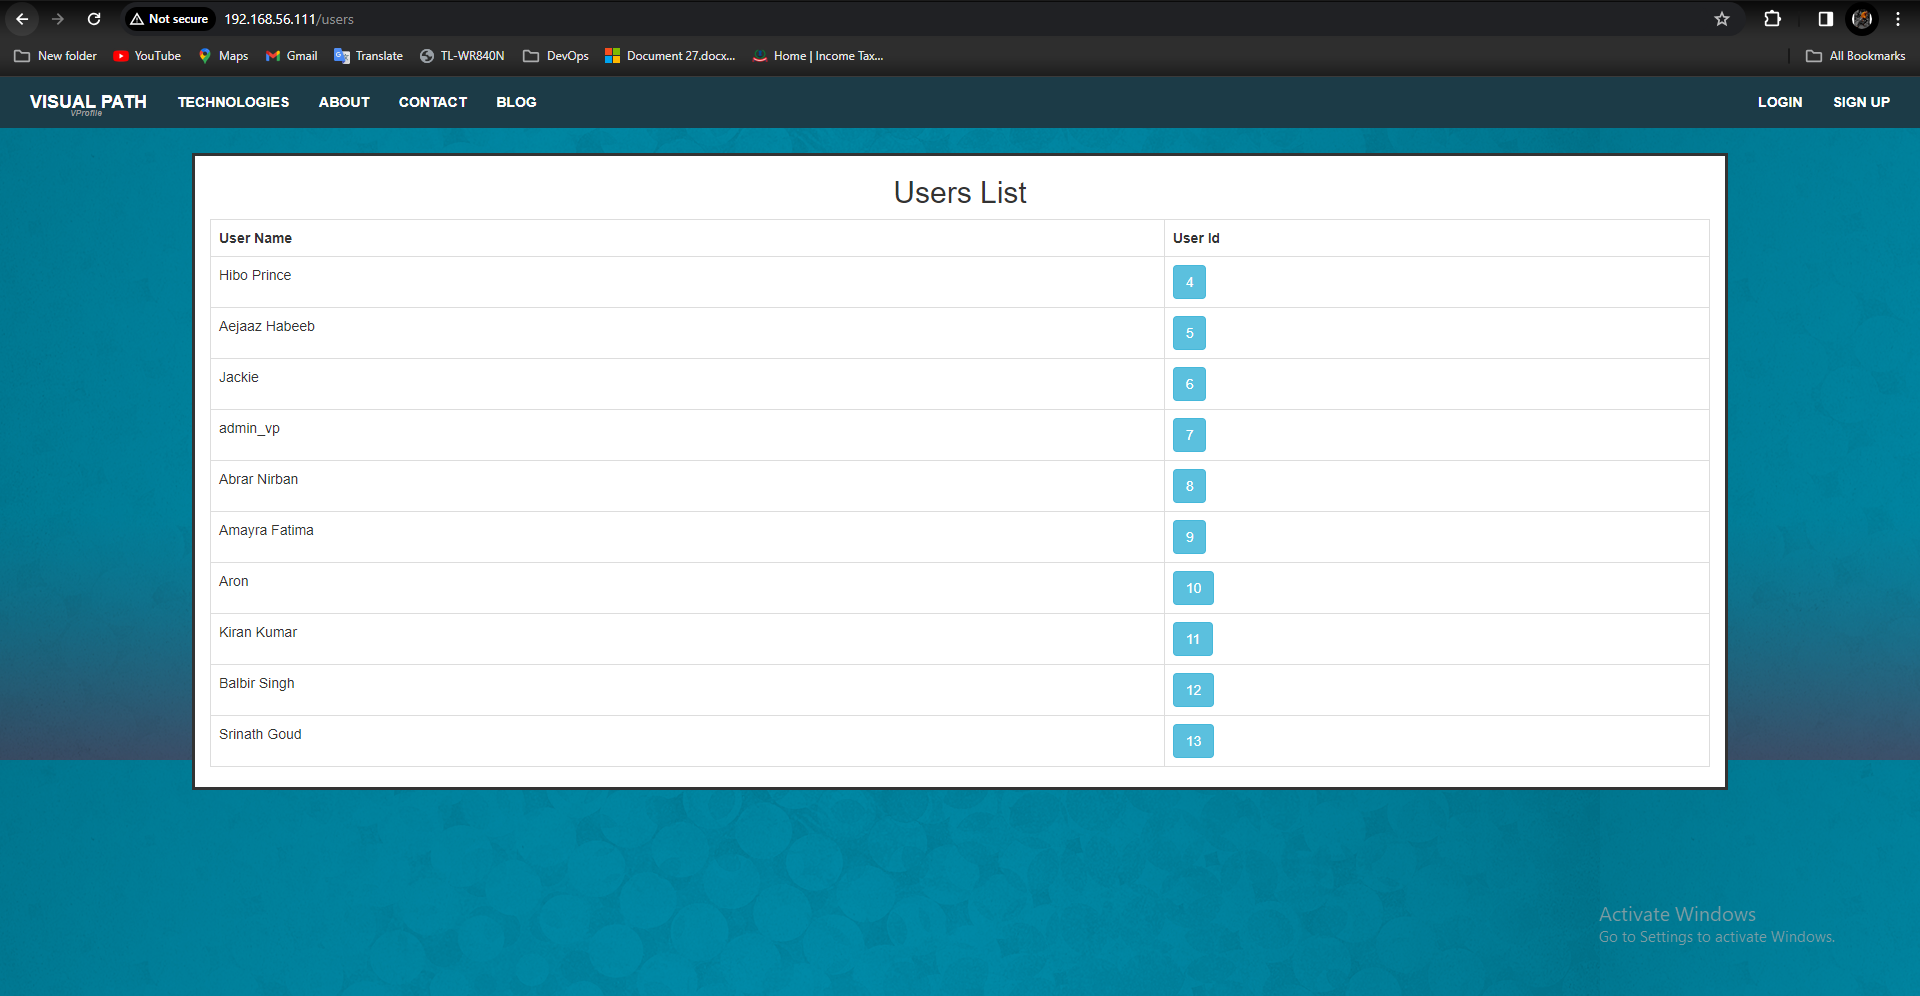 Not secure 192.168.56.111/users
New folder YouTube Maps Gmail Translate TL-WR840N DevOps Document 27.docx... Home | Income Tax... All Bookmarks
VISUAL PATH TECHNOLOGIES ABOUT CONTACT BLOG LOGIN SIGN UP
VProfile
Users List
User Name User Id
Hibo Prince 4
Aejaaz Habeeb 5
Jackie 6
admin_vp 7
Abrar Nirban 8
Amayra Fatima 9
Aron 10
Kiran Kumar 11
Balbir Singh 12
Srinath Goud 13
Activate Windows
Go to Settings to activate Windows.